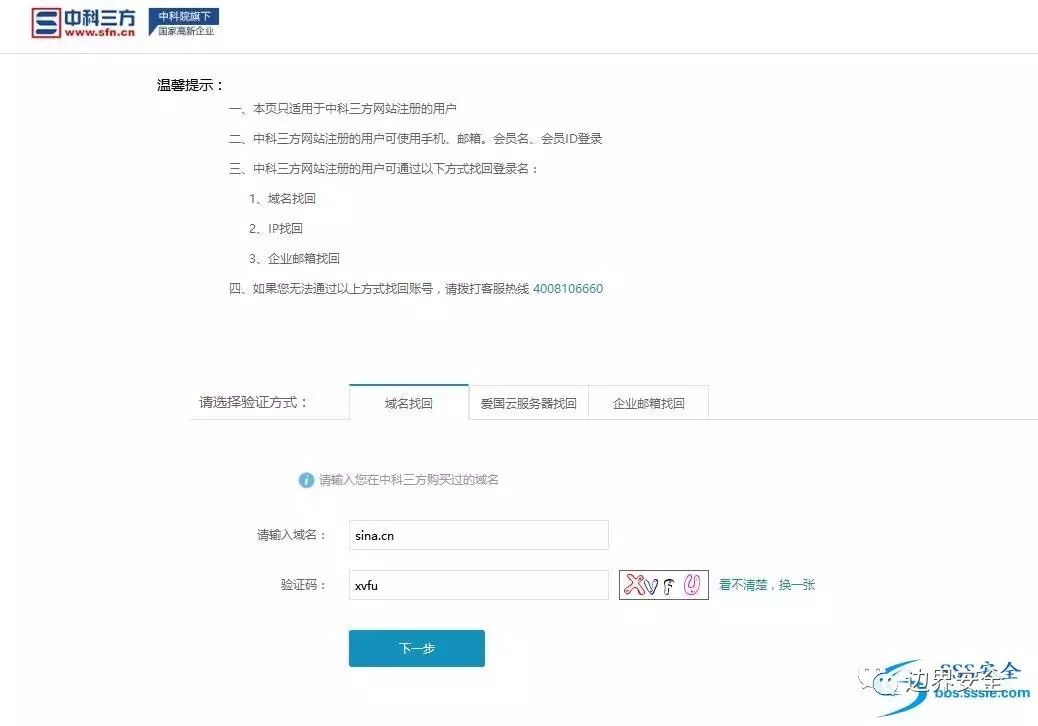 中科三方
www.sfn.cn
中科院旗下
国家高新企业
温馨提示：
一、本页只适用于中科三方网站注册的用户
二、中科三方网站注册的用户可使用手机、邮箱。会员名、会员ID登录
三、中科三方网站注册的用户可通过以下方式找回登录名：
1、域名找回
2、IP找回
3、企业邮箱找回
四、如果您无法通过以上方式找回账号，请拨打客服热线 4008106660
请选择验证方式： 域名找回 爱国云服务器找回 企业邮箱找回
请输入您在中科三方购买过的域名
请输入域名： sina.cn
验证码： xvfu XVFU 看不清楚，换一张
下一步
SSS安全
边界安全
bbs.sssie.com